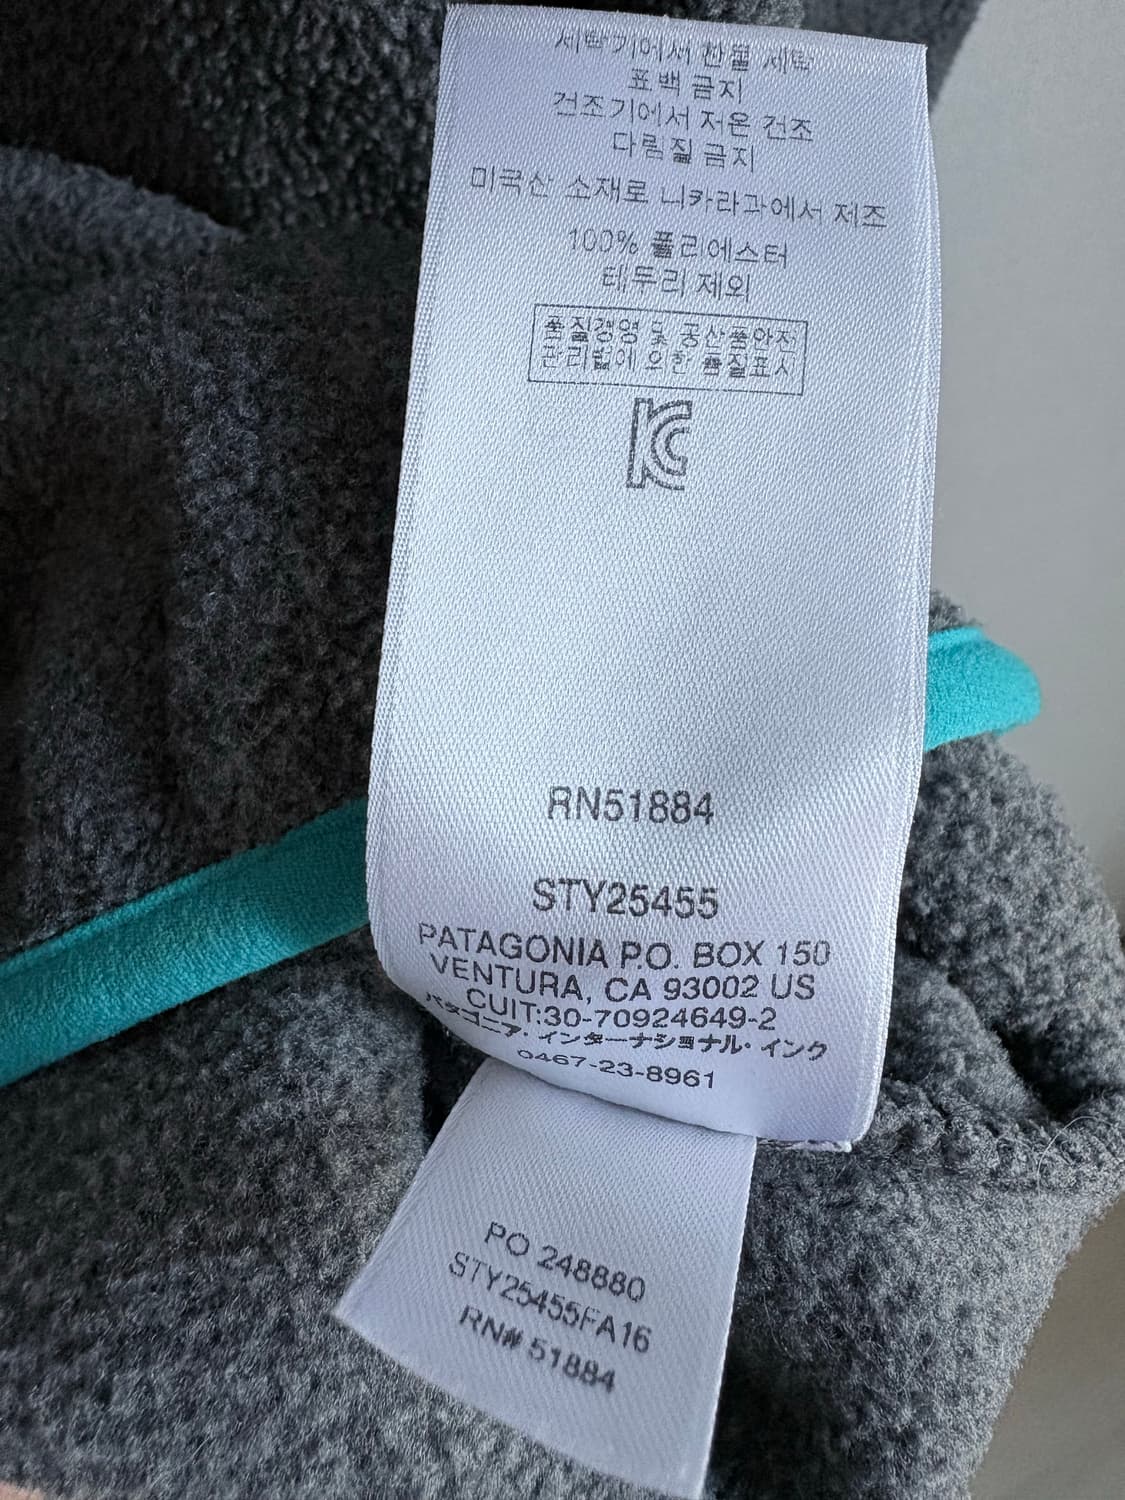 세탁기에서 찬물 세탁
표백 금지
건조기에서 저온 건조
다림질 금지
미국산 소재로 니카라과에서 제조
100% 폴리에스터
테두리 제외
품질경영 및 공산품안전
관리법에 의한 품질표시
KC
RN51884
STY25455
PATAGONIA P.O. BOX 150
VENTURA, CA 93002 US
CUIT:30-70924649-2
パタゴニア・インターナショナル・インク
0467-23-8961
PO 248880
STY25455FA16
RN# 51884